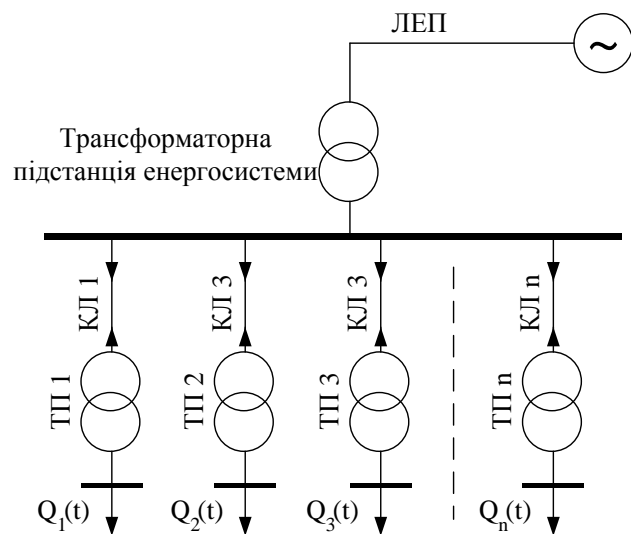 ЛЕП
~
Трансформаторна
підстанція енергосистеми
КЛ 1
КЛ 3
КЛ 3
КЛ n
ТП 1
ТП 2
ТП 3
ТП n
Q₁(t)
Q₂(t)
Q₃(t)
Qₙ(t)